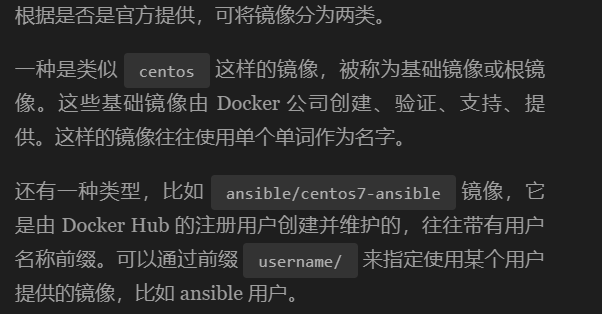 根据是否是官方提供，可将镜像分为两类。
一种是类似 centos 这样的镜像，被称为基础镜像或根镜
像。这些基础镜像由 Docker 公司创建、验证、支持、提
供。这样的镜像往往使用单个单词作为名字。
还有一种类型，比如 ansible/centos7-ansible 镜像，它
是由 Docker Hub 的注册用户创建并维护的，往往带有用户
名称前缀。可以通过前缀 username/ 来指定使用某个用户
提供的镜像，比如 ansible 用户。